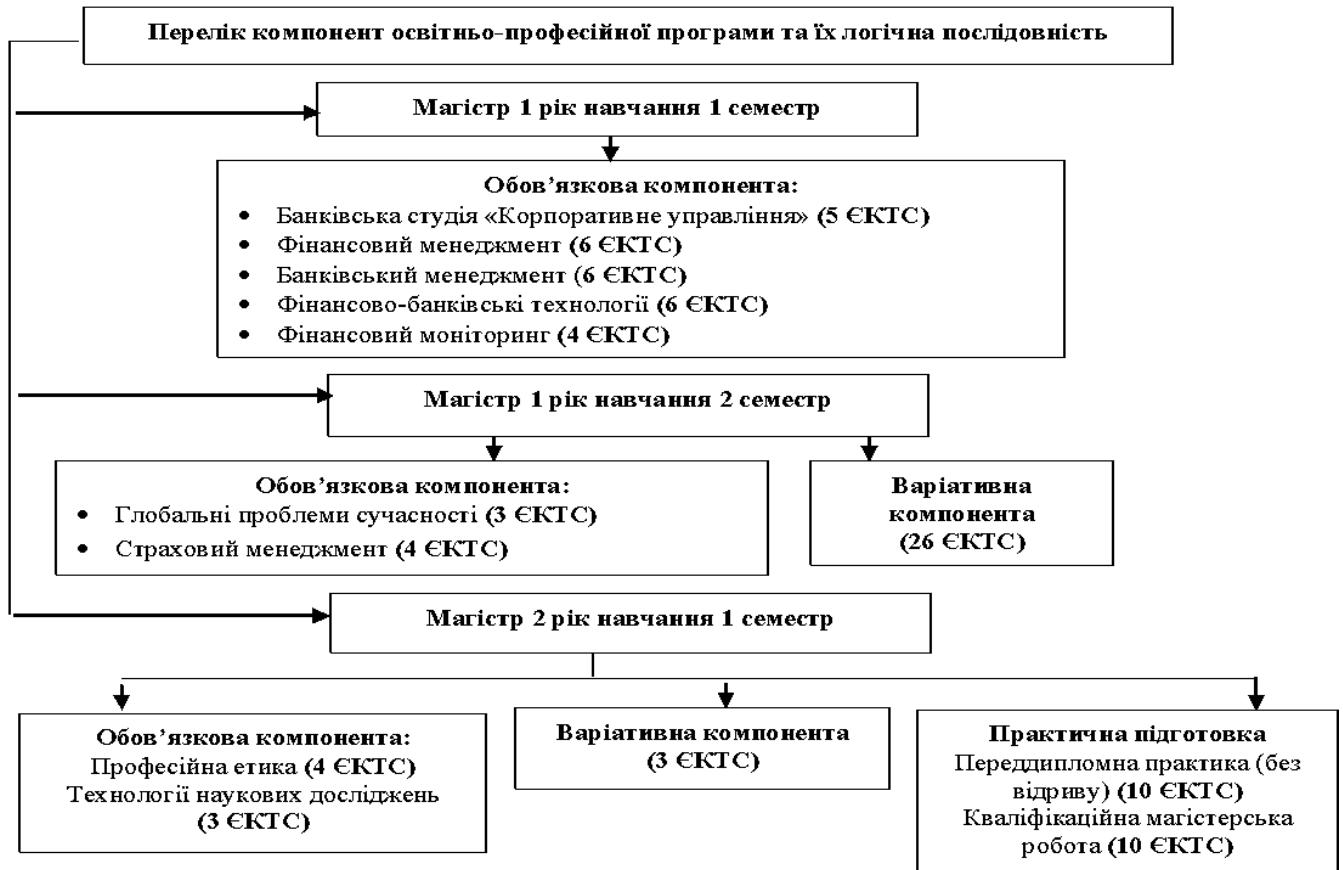 Перелік компонент освітньо-професійної програми та їх логічна послідовність
Магістр 1 рік навчання 1 семестр
Обов’язкова компонента:
• Банківська студія «Корпоративне управління» (5 ЄКТС)
• Фінансовий менеджмент (6 ЄКТС)
• Банківський менеджмент (6 ЄКТС)
• Фінансово-банківські технології (6 ЄКТС)
• Фінансовий моніторинг (4 ЄКТС)
Магістр 1 рік навчання 2 семестр
Обов’язкова компонента:
• Глобальні проблеми сучасності (3 ЄКТС)
• Страховий менеджмент (4 ЄКТС)
Варіативна
компонента
(26 ЄКТС)
Магістр 2 рік навчання 1 семестр
Обов’язкова компонента:
Професійна етика (4 ЄКТС)
Технології наукових досліджень
(3 ЄКТС)
Варіативна компонента
(3 ЄКТС)
Практична підготовка
Переддипломна практика (без
відриву) (10 ЄКТС)
Кваліфікаційна магістерська
робота (10 ЄКТС)